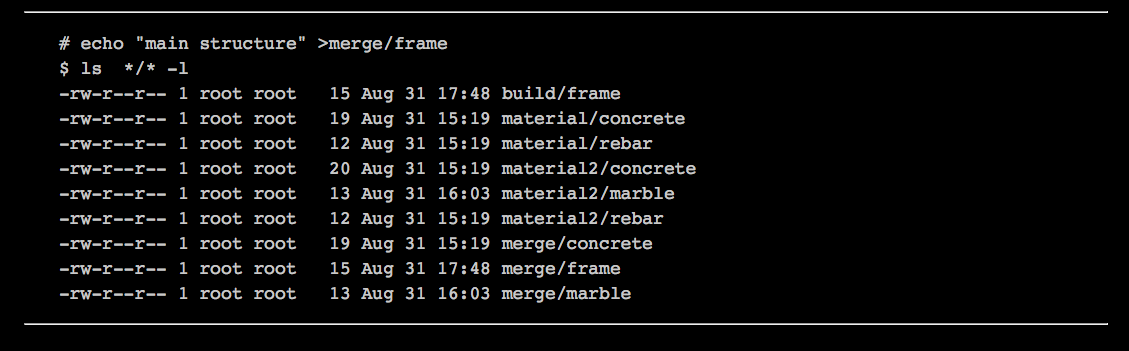 # echo "main structure" >merge/frame
$ ls  */* -l
-rw-r--r-- 1 root root   15 Aug 31 17:48 build/frame
-rw-r--r-- 1 root root   19 Aug 31 15:19 material/concrete
-rw-r--r-- 1 root root   12 Aug 31 15:19 material/rebar
-rw-r--r-- 1 root root   20 Aug 31 15:19 material2/concrete
-rw-r--r-- 1 root root   13 Aug 31 16:03 material2/marble
-rw-r--r-- 1 root root   12 Aug 31 15:19 material2/rebar
-rw-r--r-- 1 root root   19 Aug 31 15:19 merge/concrete
-rw-r--r-- 1 root root   15 Aug 31 17:48 merge/frame
-rw-r--r-- 1 root root   13 Aug 31 16:03 merge/marble